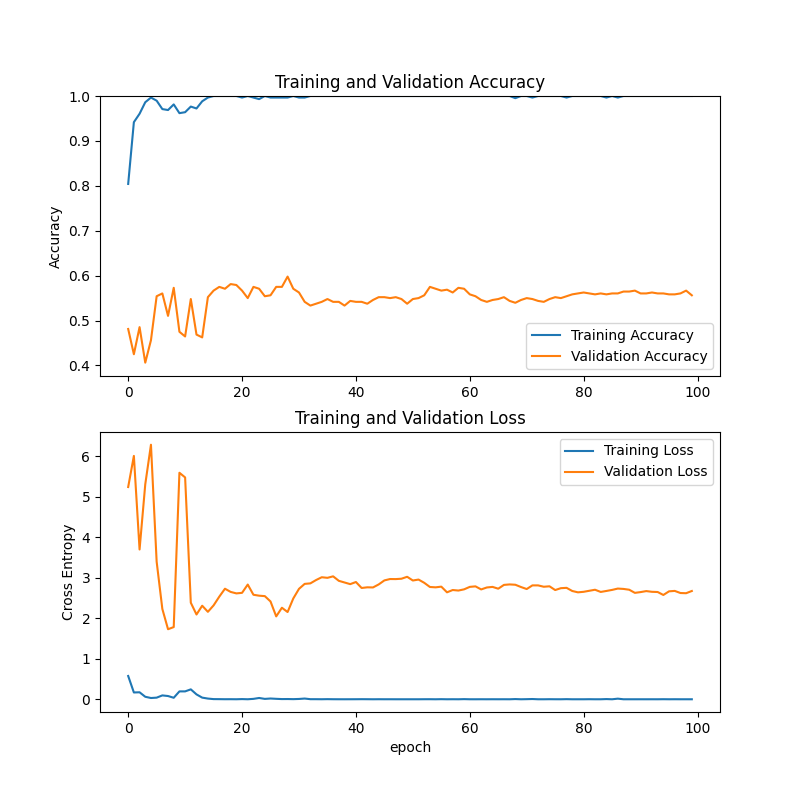 Training and Validation Accuracy
1.0
0.9
0.8
0.7
0.6
0.5
0.4
Accuracy
Training Accuracy
Validation Accuracy
0 20 40 60 80 100
Training and Validation Loss
6
5
4
3
2
1
0
Cross Entropy
Training Loss
Validation Loss
0 20 40 60 80 100
epoch